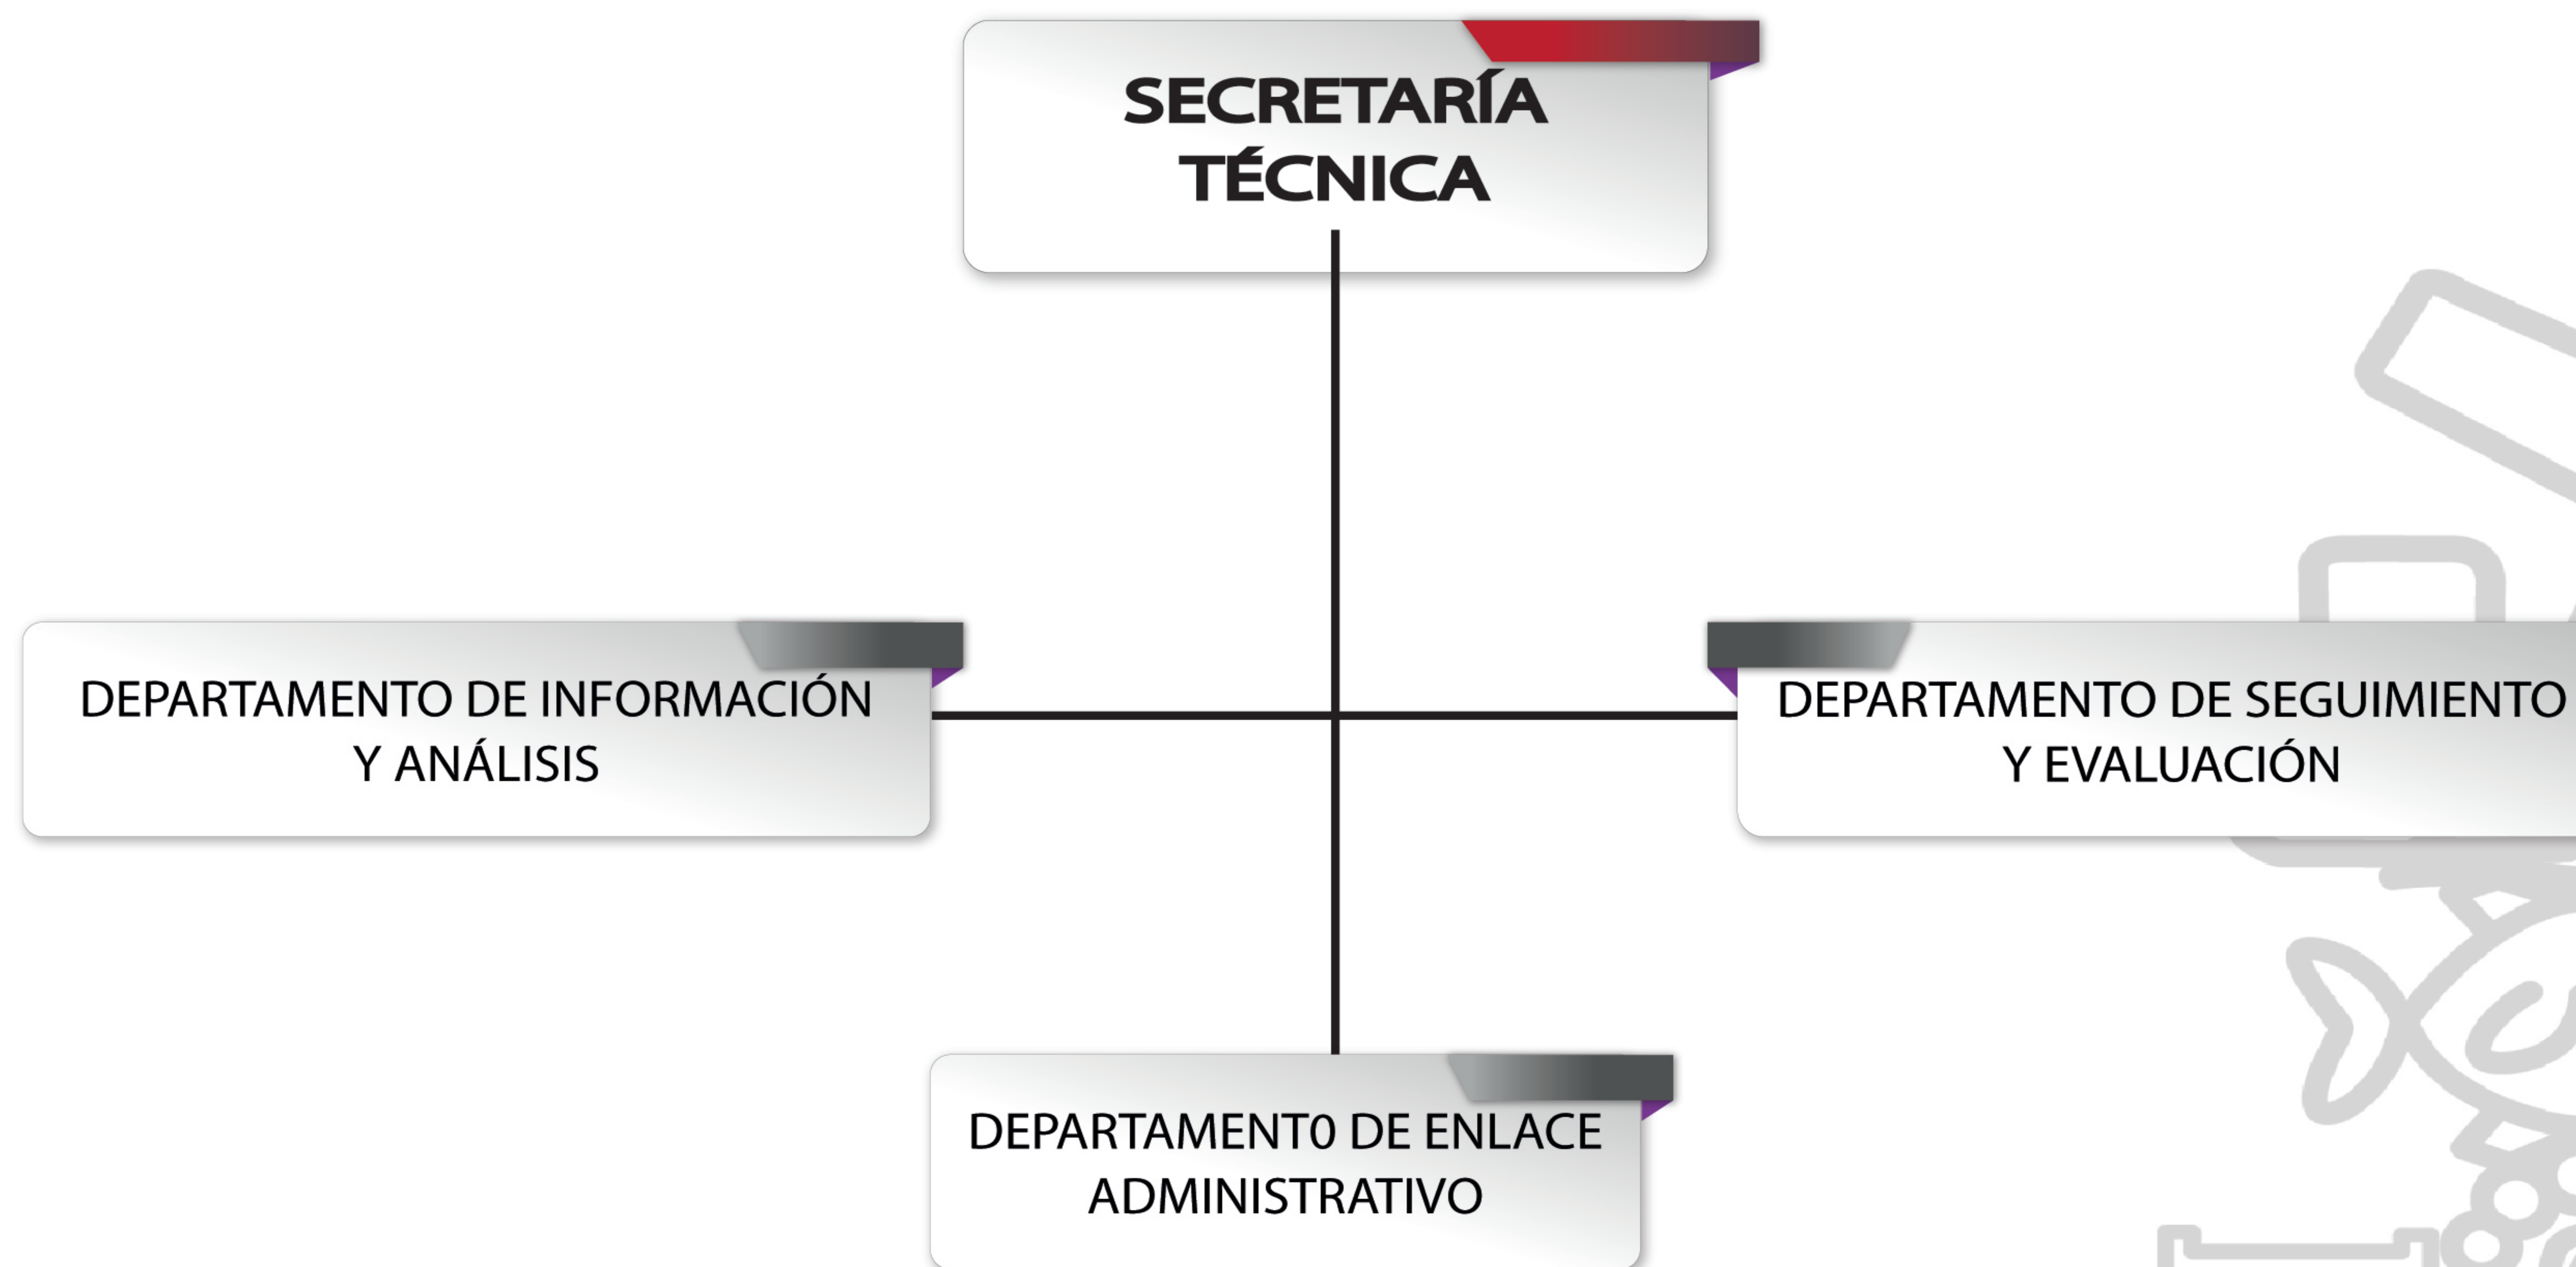 SECRETARÍA
TÉCNICA
DEPARTAMENTO DE INFORMACIÓN
Y ANÁLISIS
DEPARTAMENTO DE SEGUIMIENTO
Y EVALUACIÓN
DEPARTAMENT0 DE ENLACE
ADMINISTRATIVO